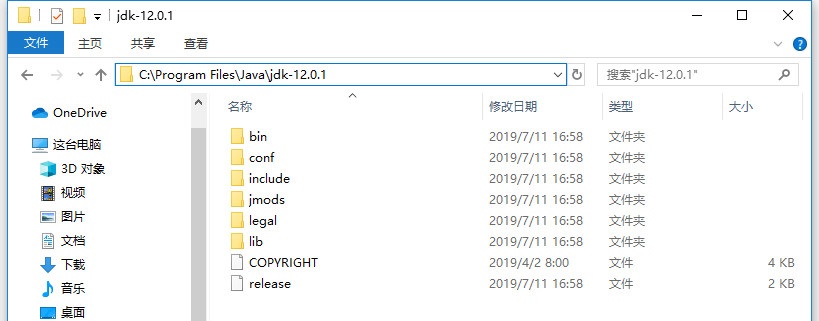 jdk-12.0.1
文件 主页 共享 查看
C:\Program Files\Java\jdk-12.0.1 搜索"jdk-12.0.1"
OneDrive
这台电脑
3D 对象
视频
图片
文档
下载
音乐
桌面
名称 修改日期 类型 大小
bin 2019/7/11 16:58 文件夹
conf 2019/7/11 16:58 文件夹
include 2019/7/11 16:58 文件夹
jmods 2019/7/11 16:58 文件夹
legal 2019/7/11 16:58 文件夹
lib 2019/7/11 16:58 文件夹
COPYRIGHT 2019/4/2 8:00 文件 4 KB
release 2019/7/11 16:58 文件 2 KB